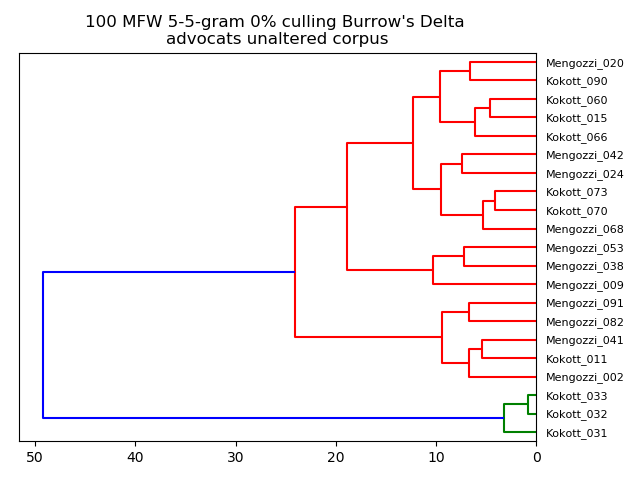 100 MFW 5-5-gram 0% culling Burrow's Delta
advocats unaltered corpus
Mengozzi_020
Kokott_090
Kokott_060
Kokott_015
Kokott_066
Mengozzi_042
Mengozzi_024
Kokott_073
Kokott_070
Mengozzi_068
Mengozzi_053
Mengozzi_038
Mengozzi_009
Mengozzi_091
Mengozzi_082
Mengozzi_041
Kokott_011
Mengozzi_002
Kokott_033
Kokott_032
Kokott_031
50 40 30 20 10 0